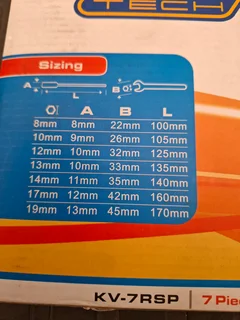 TECH
Sizing
A L B
A B L
8mm 8mm 22mm 100mm
10mm 9mm 26mm 105mm
12mm 10mm 32mm 125mm
13mm 10mm 33mm 135mm
14mm 11mm 35mm 140mm
17mm 12mm 42mm 160mm
19mm 13mm 45mm 170mm
KV-7RSP 7 Pie